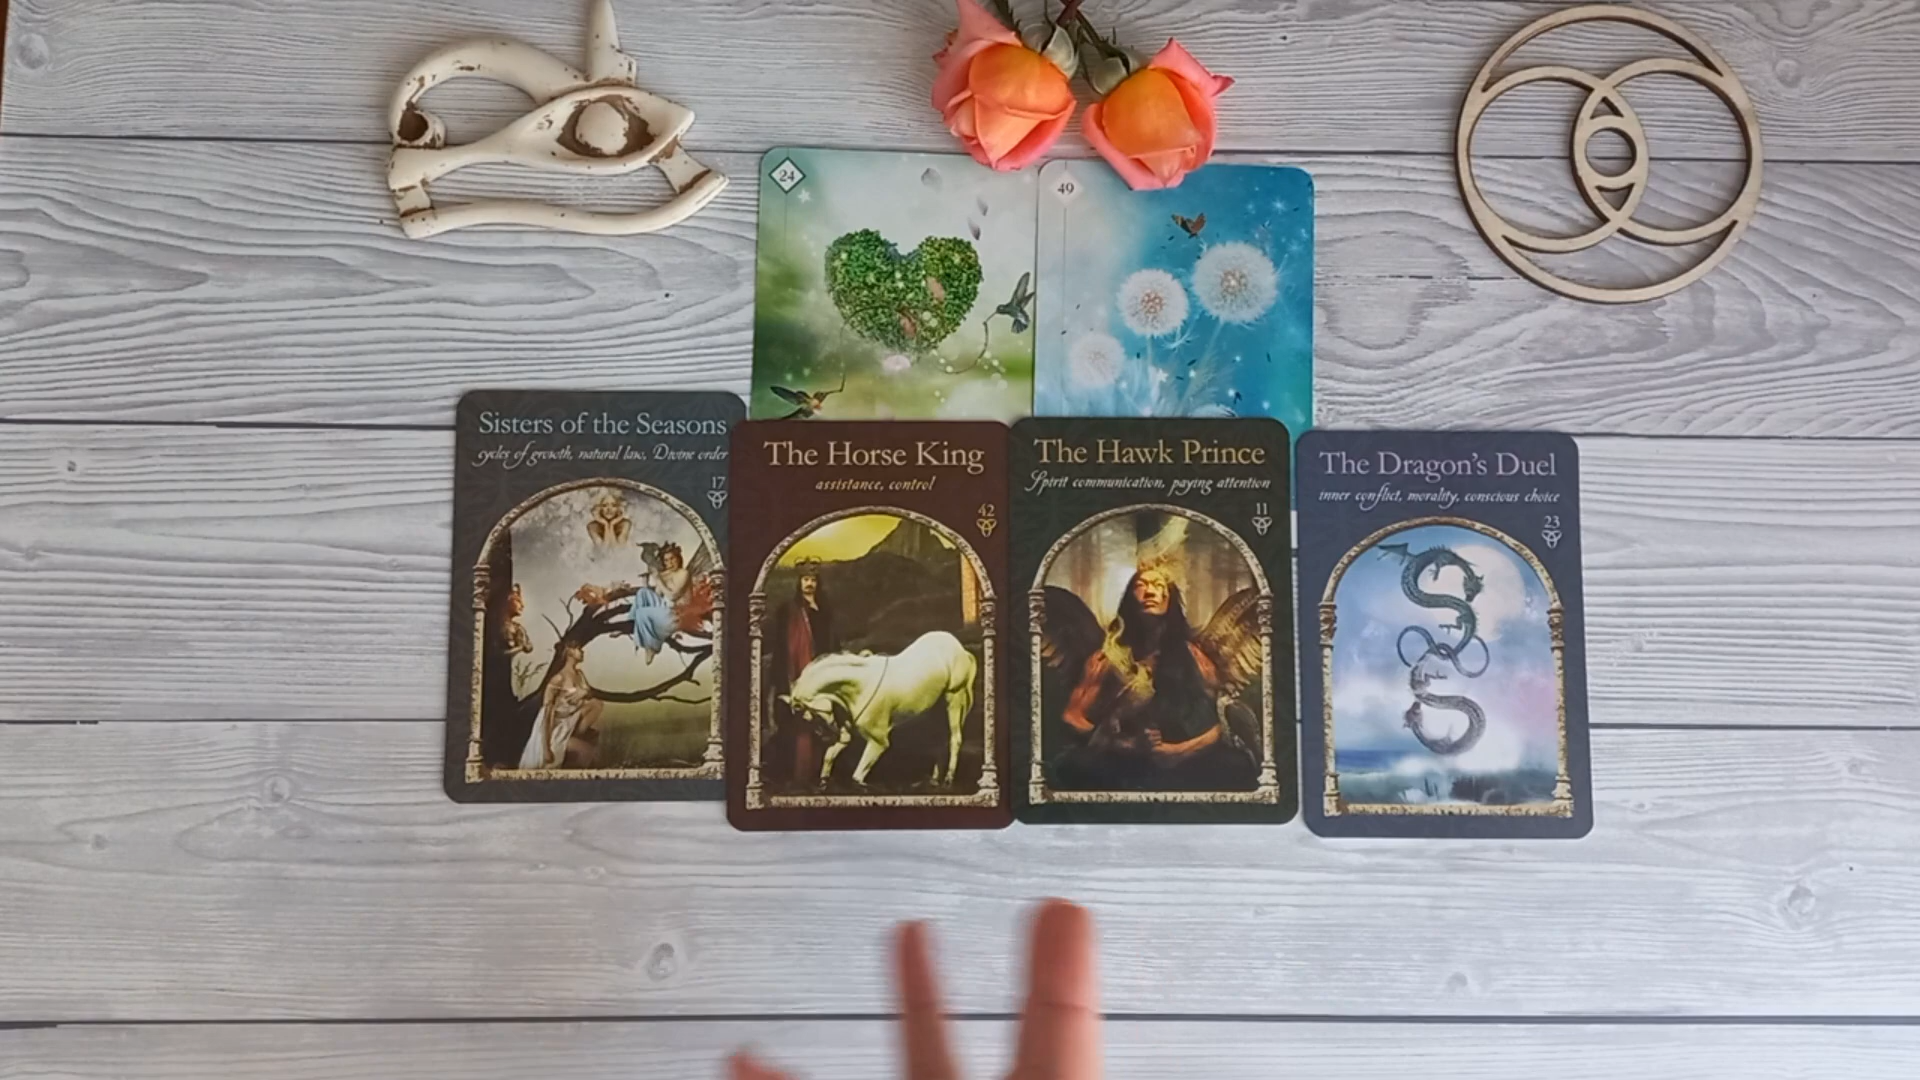 24
49
Sisters of the Seasons
cycles of growth, natural law, Divine order
17
The Horse King
assistance, control
42
The Hawk Prince
Spirit communication, paying attention
11
The Dragon's Duel
inner conflict, morality, conscious choice
23